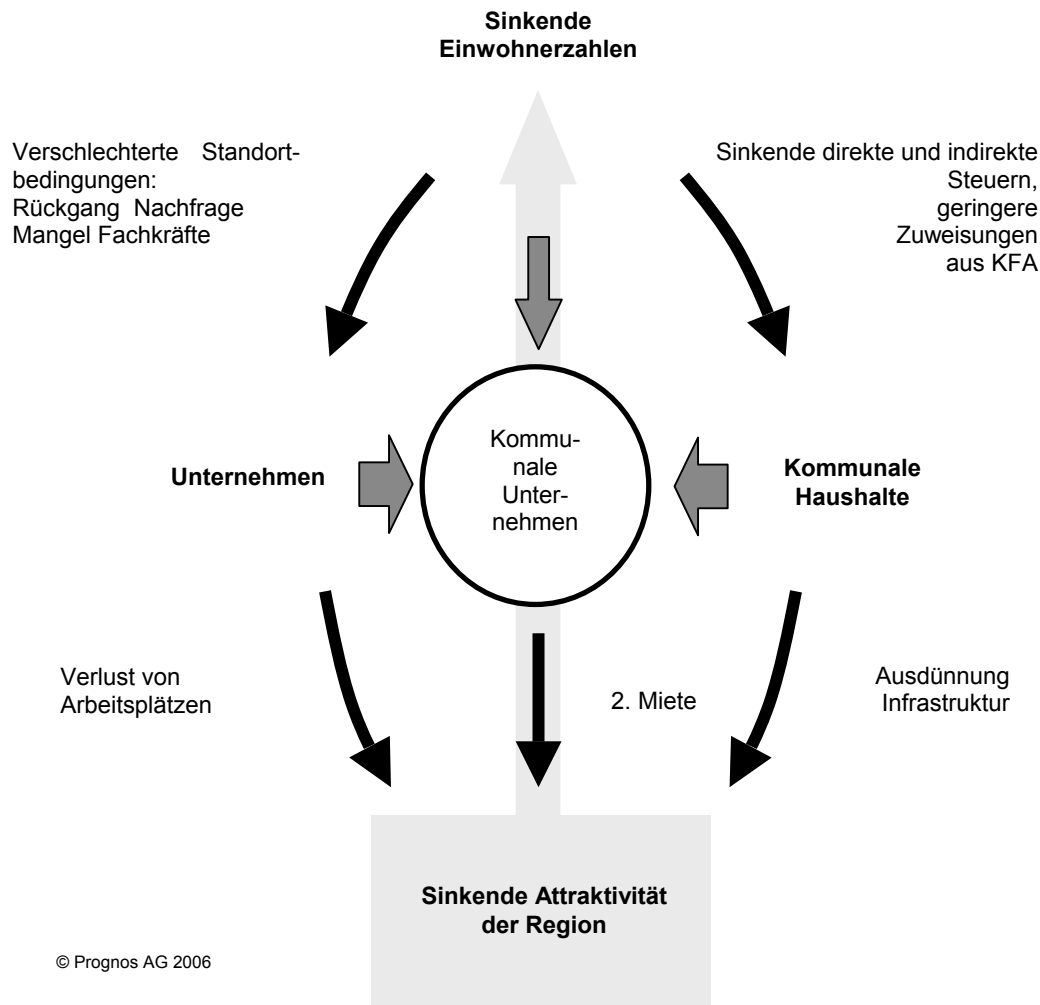 Sinkende
Einwohnerzahlen
Verschlechterte Standort-
bedingungen:
Rückgang Nachfrage
Mangel Fachkräfte
Sinkende direkte und indirekte
Steuern,
geringere
Zuweisungen
aus KFA
Unternehmen
Kommu-
nale
Unter-
nehmen
Kommunale
Haushalte
Verlust von
Arbeitsplätzen
2. Miete
Ausdünnung
Infrastruktur
Sinkende Attraktivität
der Region
© Prognos AG 2006